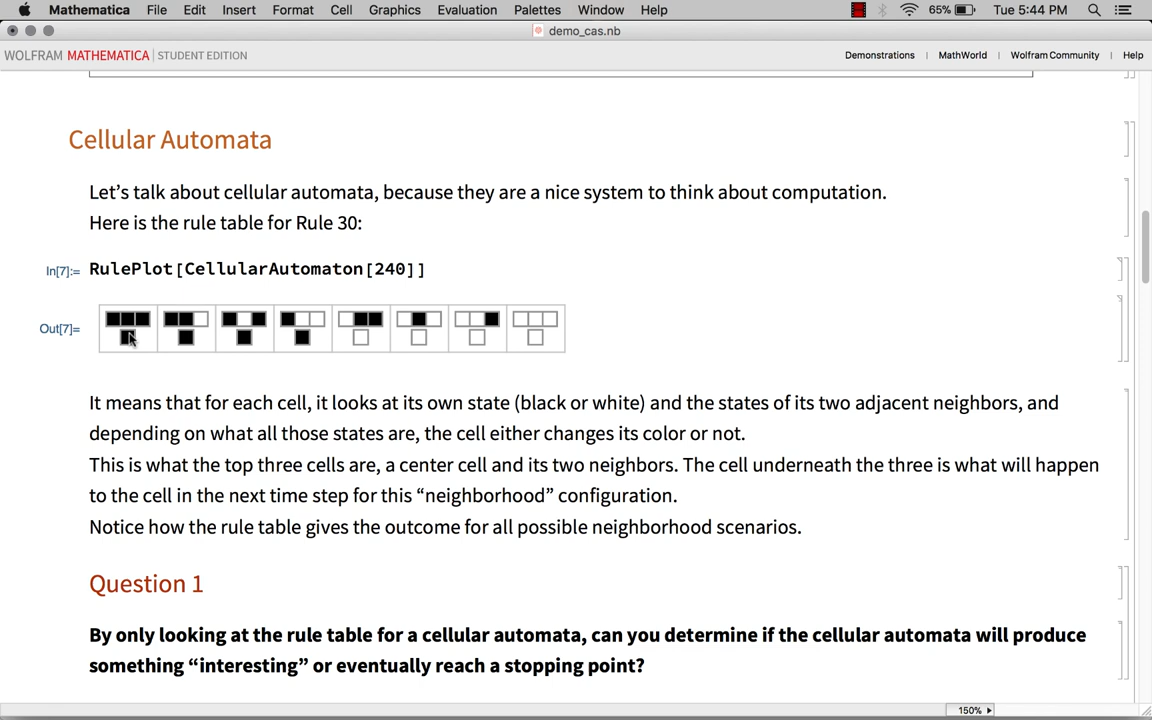 Mathematica File Edit Insert Format Cell Graphics Evaluation Palettes Window Help 65% Tue 5:44 PM
demo_cas.nb
WOLFRAM MATHEMATICA | STUDENT EDITION Demonstrations | MathWorld | Wolfram Community | Help
Cellular Automata
Let’s talk about cellular automata, because they are a nice system to think about computation.
Here is the rule table for Rule 30:
In[7]:= RulePlot[CellularAutomaton[240]]
Out[7]=
It means that for each cell, it looks at its own state (black or white) and the states of its two adjacent neighbors, and
depending on what all those states are, the cell either changes its color or not.
This is what the top three cells are, a center cell and its two neighbors. The cell underneath the three is what will happen
to the cell in the next time step for this “neighborhood” configuration.
Notice how the rule table gives the outcome for all possible neighborhood scenarios.
Question 1
By only looking at the rule table for a cellular automata, can you determine if the cellular automata will produce
something “interesting” or eventually reach a stopping point?
150%